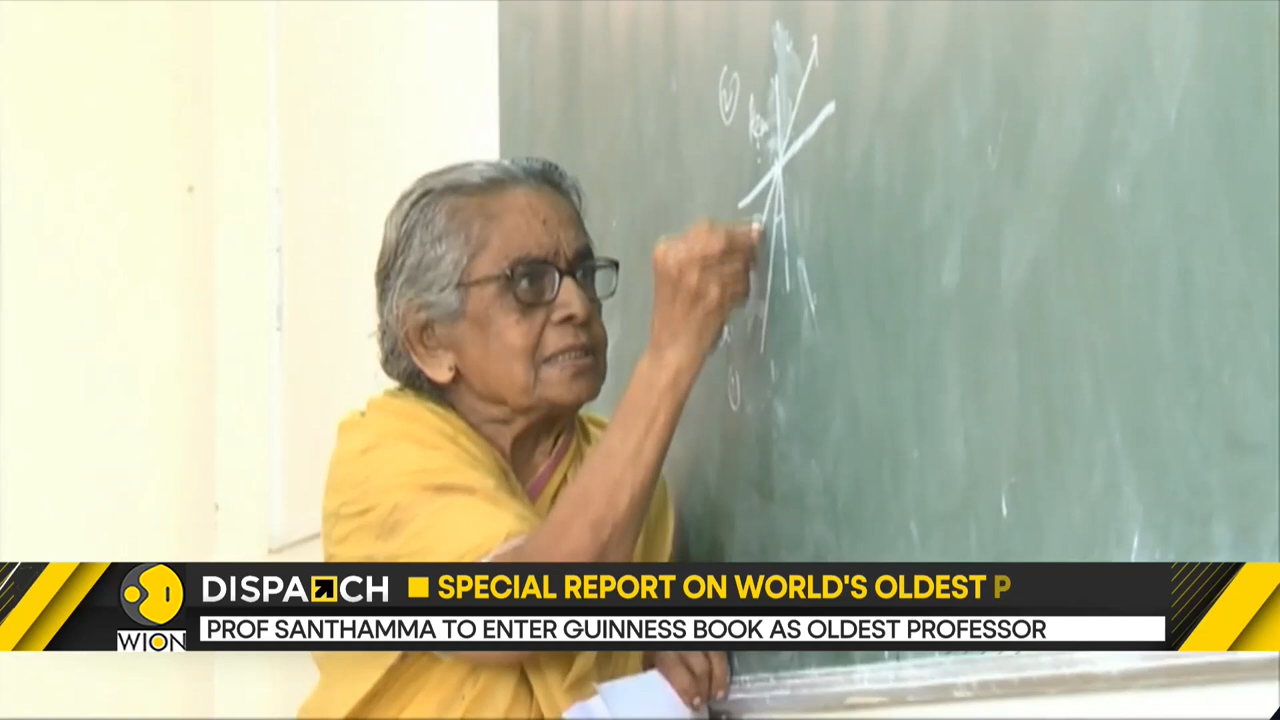 DISPATCH SPECIAL REPORT ON WORLD'S OLDEST P
WION PROF SANTHAMMA TO ENTER GUINNESS BOOK AS OLDEST PROFESSOR